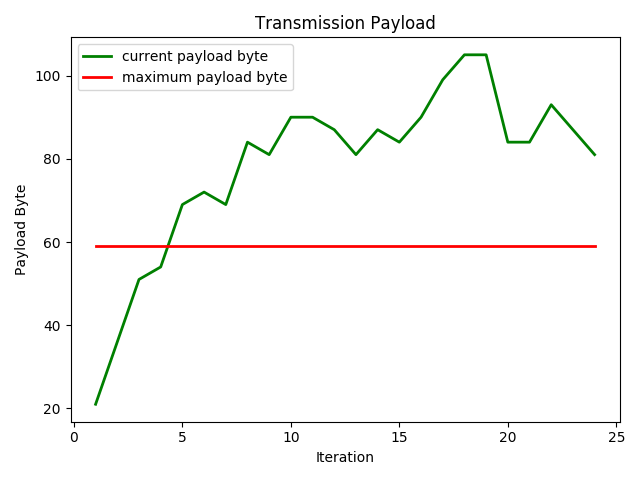 Transmission Payload
current payload byte
maximum payload byte
100
80
60
40
20
Payload Byte
0 5 10 15 20 25
Iteration